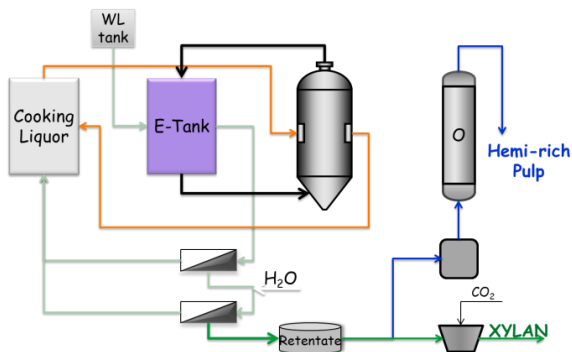 WL
tank
Cooking
Liquor
E-Tank
O
Hemi-rich
Pulp
H₂O
CO₂
Retentate
XYLAN